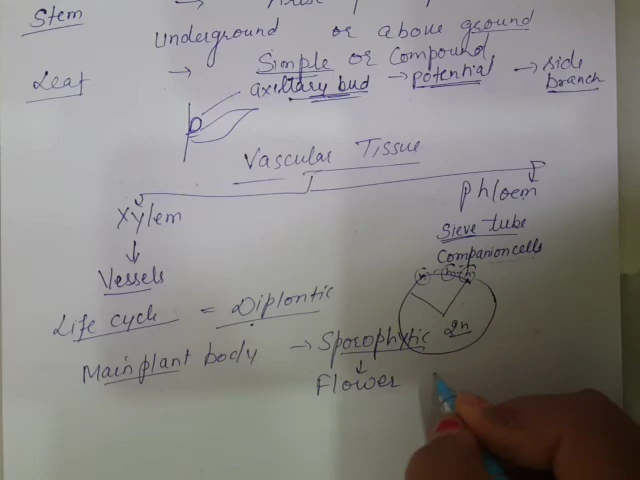 Stem →
Underground or above ground
Leaf → Simple or Compound
axillary bud → potential → side branch
Vascular Tissue
Xylem Phloem
Vessels Sieve tube
Companion cells
Life cycle = Diplontic
2n
Main plant body → Sporophytic
Flower